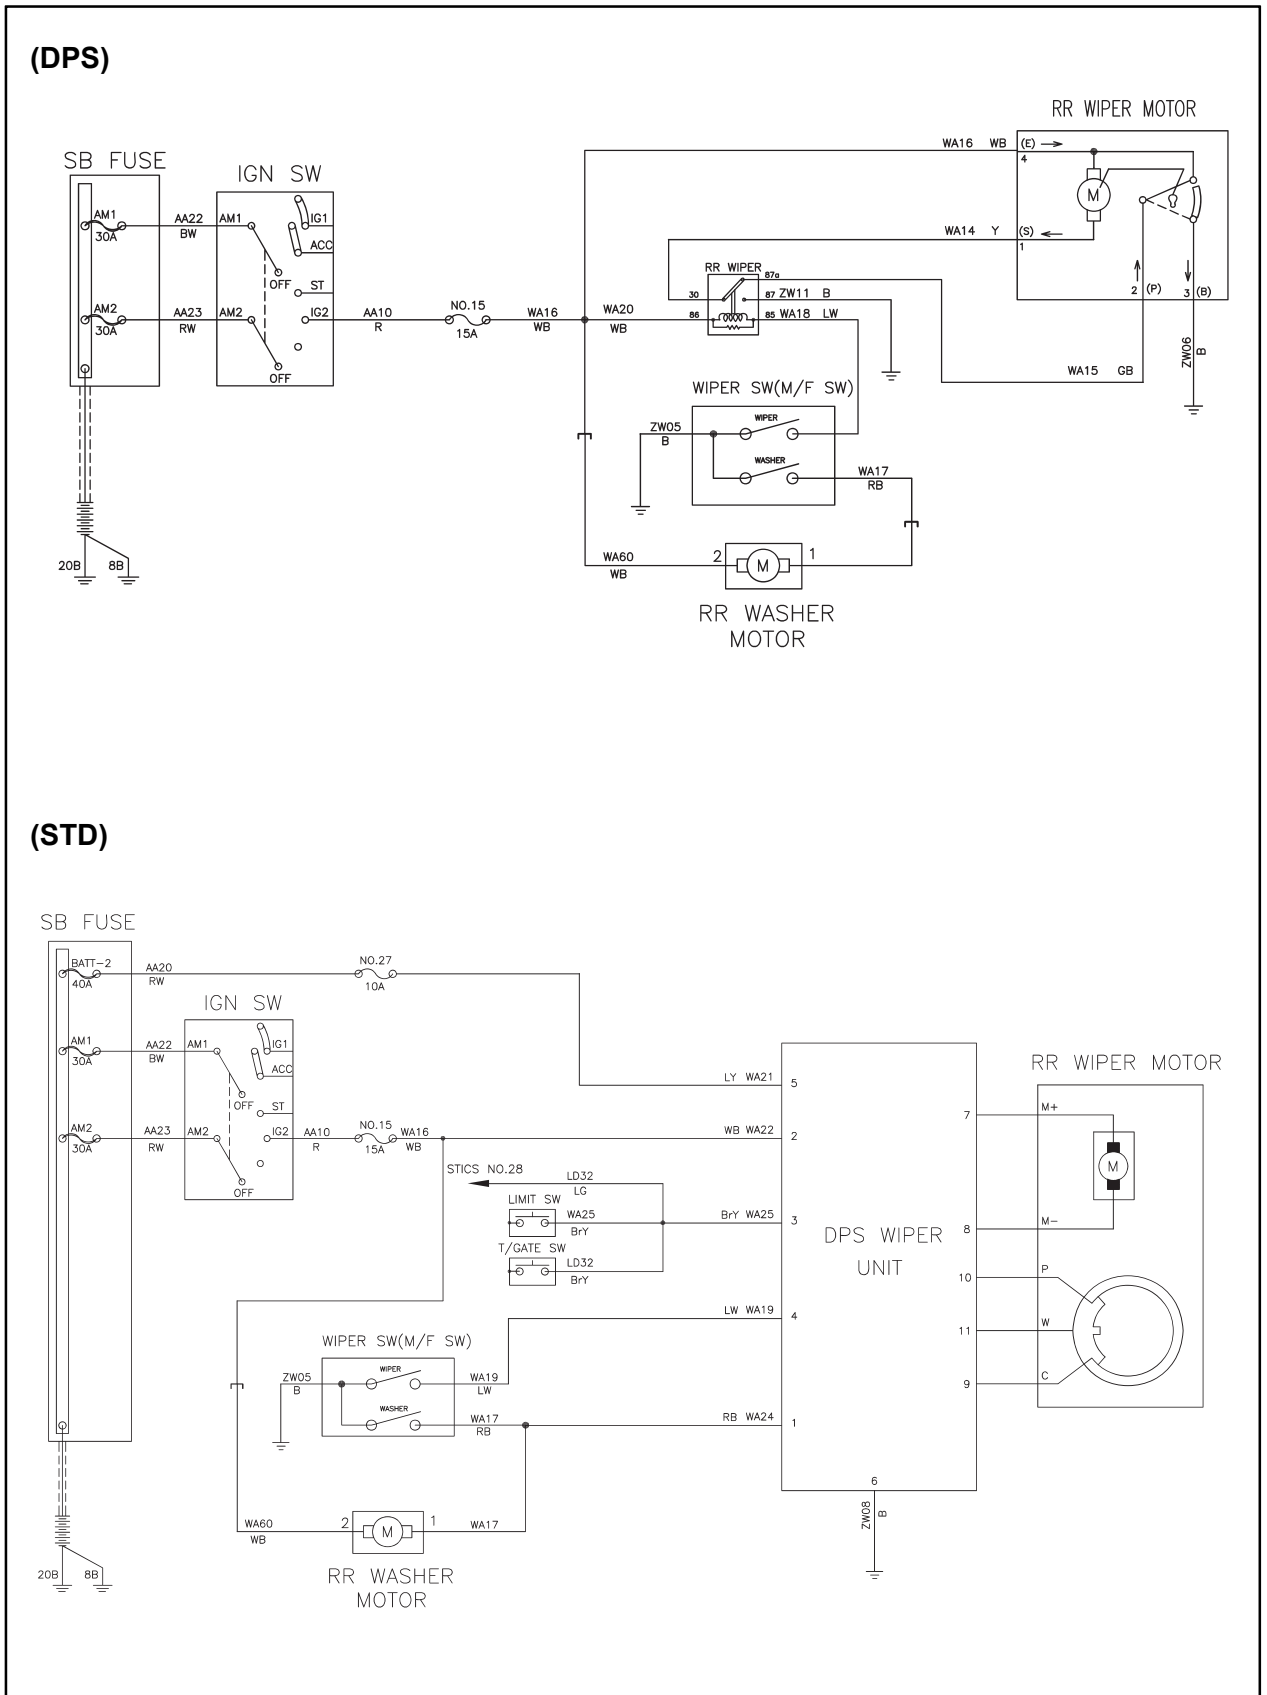 (DPS)
RR WIPER MOTOR
WA16 WB (E)
4
SB FUSE
IGN SW
M
AM1
30A
AA22
BW
AM1
IG1
ACC
OFF
WA14 Y (S)
1
RR WIPER
87a
30
87 ZW11 B
86
85 WA18 LW
2 (P)
3 (B)
ST
AM2
30A
AA23
RW
AM2
IG2
OFF
AA10
R
NO.15
15A
WA16
WB
WA20
WB
ZW06
B
WA15 GB
WIPER SW(M/F SW)
WIPER
ZW05
B
WASHER
WA17
RB
20B
8B
WA60
WB
2
M
1
RR WASHER
MOTOR
(STD)
SB FUSE
BATT-2
40A
AA20
RW
NO.27
10A
IGN SW
AM1
30A
AA22
BW
AM1
IG1
ACC
OFF
ST
AM2
30A
AA23
RW
AM2
IG2
OFF
AA10
R
NO.15
15A
WA16
WB
LY WA21
5
WB WA22
2
STICS NO.28
LD32
LG
LIMIT SW
WA25
BrY
BrY WA25
3
T/GATE SW
LD32
BrY
LW WA19
4
DPS WIPER
UNIT
RR WIPER MOTOR
7
M+
M
8
M-
10
P
11
W
9
C
WIPER SW(M/F SW)
WIPER
ZW05
B
WA19
LW
WASHER
WA17
RB
RB WA24
1
6
ZW08
B
WA60
WB
2
M
1
WA17
20B
8B
RR WASHER
MOTOR